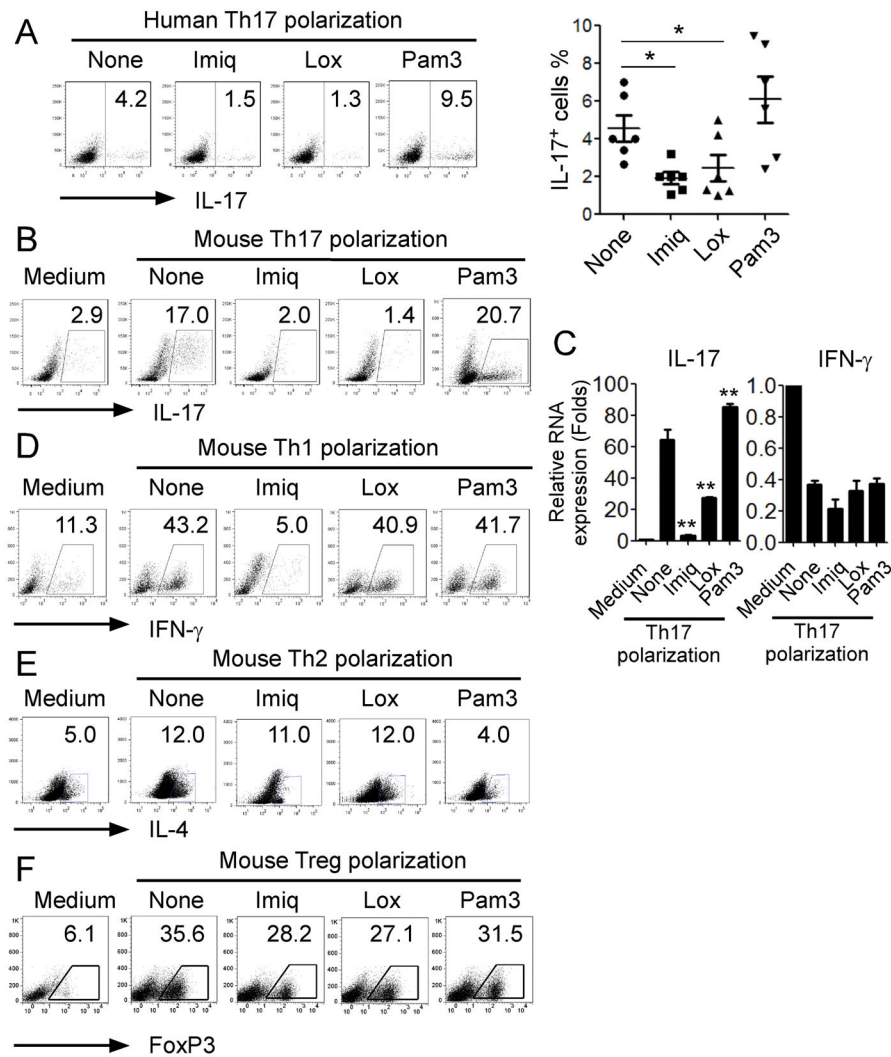 A
Human Th17 polarization
None Imiq Lox Pam3
4.2 1.5 1.3 9.5
IL-17
IL-17+ cells %
10
8
6
4
2
0
None Imiq Lox Pam3
* *
B
Mouse Th17 polarization
Medium None Imiq Lox Pam3
2.9 17.0 2.0 1.4 20.7
IL-17
C
IL-17 IFN-γ
Relative RNA
expression (Folds)
100
80
60
40
20
0
** ** **
1.0
0.8
0.6
0.4
0.2
0.0
Medium None Imiq Lox Pam3
Medium None Imiq Lox Pam3
Th17
polarization
Th17
polarization
D
Mouse Th1 polarization
Medium None Imiq Lox Pam3
11.3 43.2 5.0 40.9 41.7
IFN-γ
E
Mouse Th2 polarization
Medium None Imiq Lox Pam3
5.0 12.0 11.0 12.0 4.0
IL-4
F
Mouse Treg polarization
Medium None Imiq Lox Pam3
6.1 35.6 28.2 27.1 31.5
FoxP3